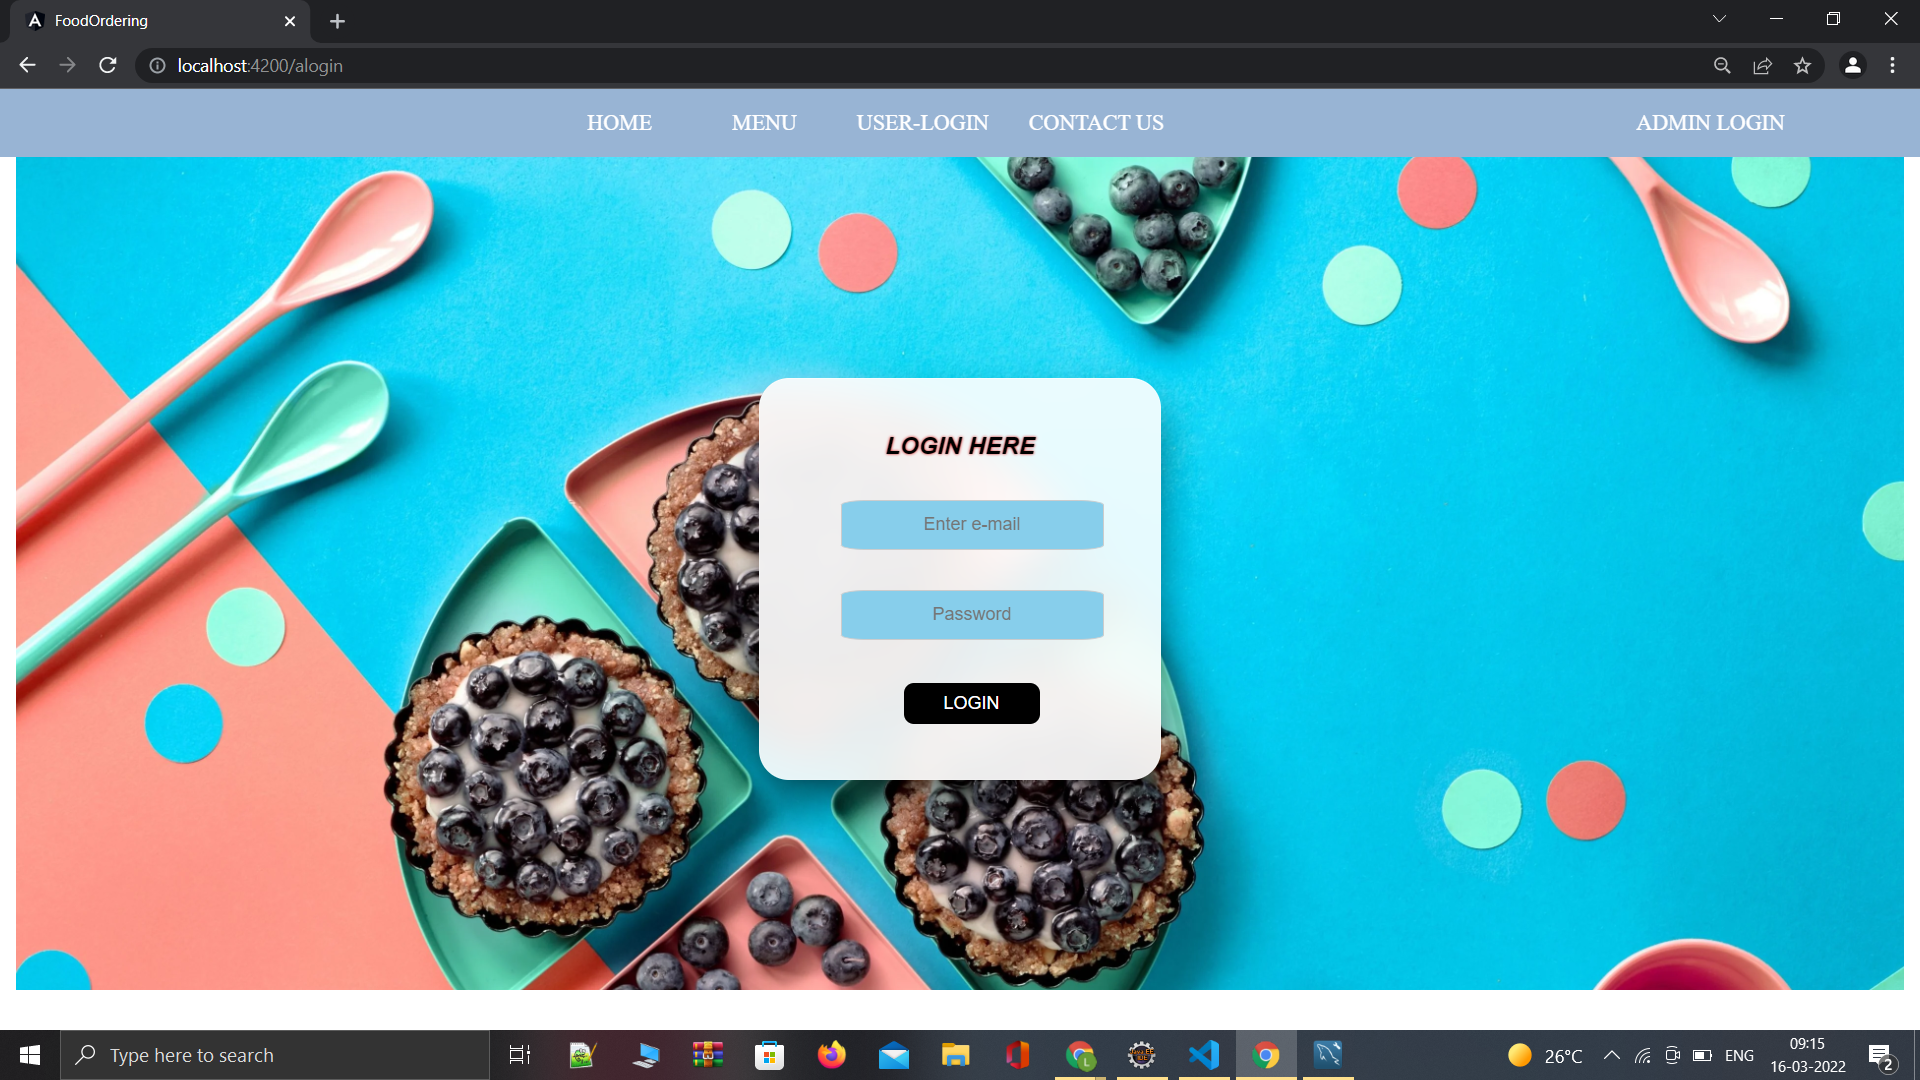 FoodOrdering
localhost:4200/alogin
HOME MENU USER-LOGIN CONTACT US ADMIN LOGIN
LOGIN HERE
Enter e-mail
Password
LOGIN
Type here to search
L
26°C
ENG
09:15
16-03-2022
2